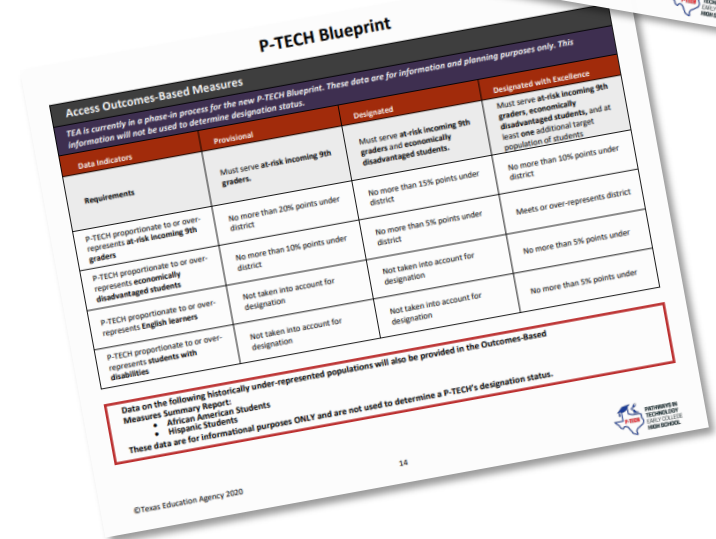 P-TECH Blueprint
Access Outcomes-Based Measures
TEA is currently in a phase-in process for the new P-TECH Blueprint. These data are for information and planning purposes only. This
information will not be used to determine designation status.
Data Indicators
Provisional
Designated
Designated with Excellence
Requirements
Must serve at-risk incoming 9th
graders.
Must serve at-risk incoming 9th
graders and economically
disadvantaged students.
Must serve at-risk incoming 9th
graders, economically
disadvantaged students, and at
least one additional target
population of students
P-TECH proportionate to or over-
represents at-risk incoming 9th
graders
No more than 20% points under
district
No more than 15% points under
district
No more than 10% points under
district
P-TECH proportionate to or over-
represents economically
disadvantaged students
No more than 10% points under
district
No more than 5% points under
district
Meets or over-represents district
P-TECH proportionate to or over-
represents English learners
Not taken into account for
designation
Not taken into account for
designation
No more than 5% points under
P-TECH proportionate to or over-
represents students with
disabilities
Not taken into account for
designation
Not taken into account for
designation
No more than 5% points under
Data on the following historically under-represented populations will also be provided in the Outcomes-Based
Measures Summary Report:
• African American Students
• Hispanic Students
These data are for informational purposes ONLY and are not used to determine a P-TECH's designation status.
P-TECH
PATHWAYS IN
TECHNOLOGY
EARLY COLLEGE
HIGH SCHOOL
14
©Texas Education Agency 2020